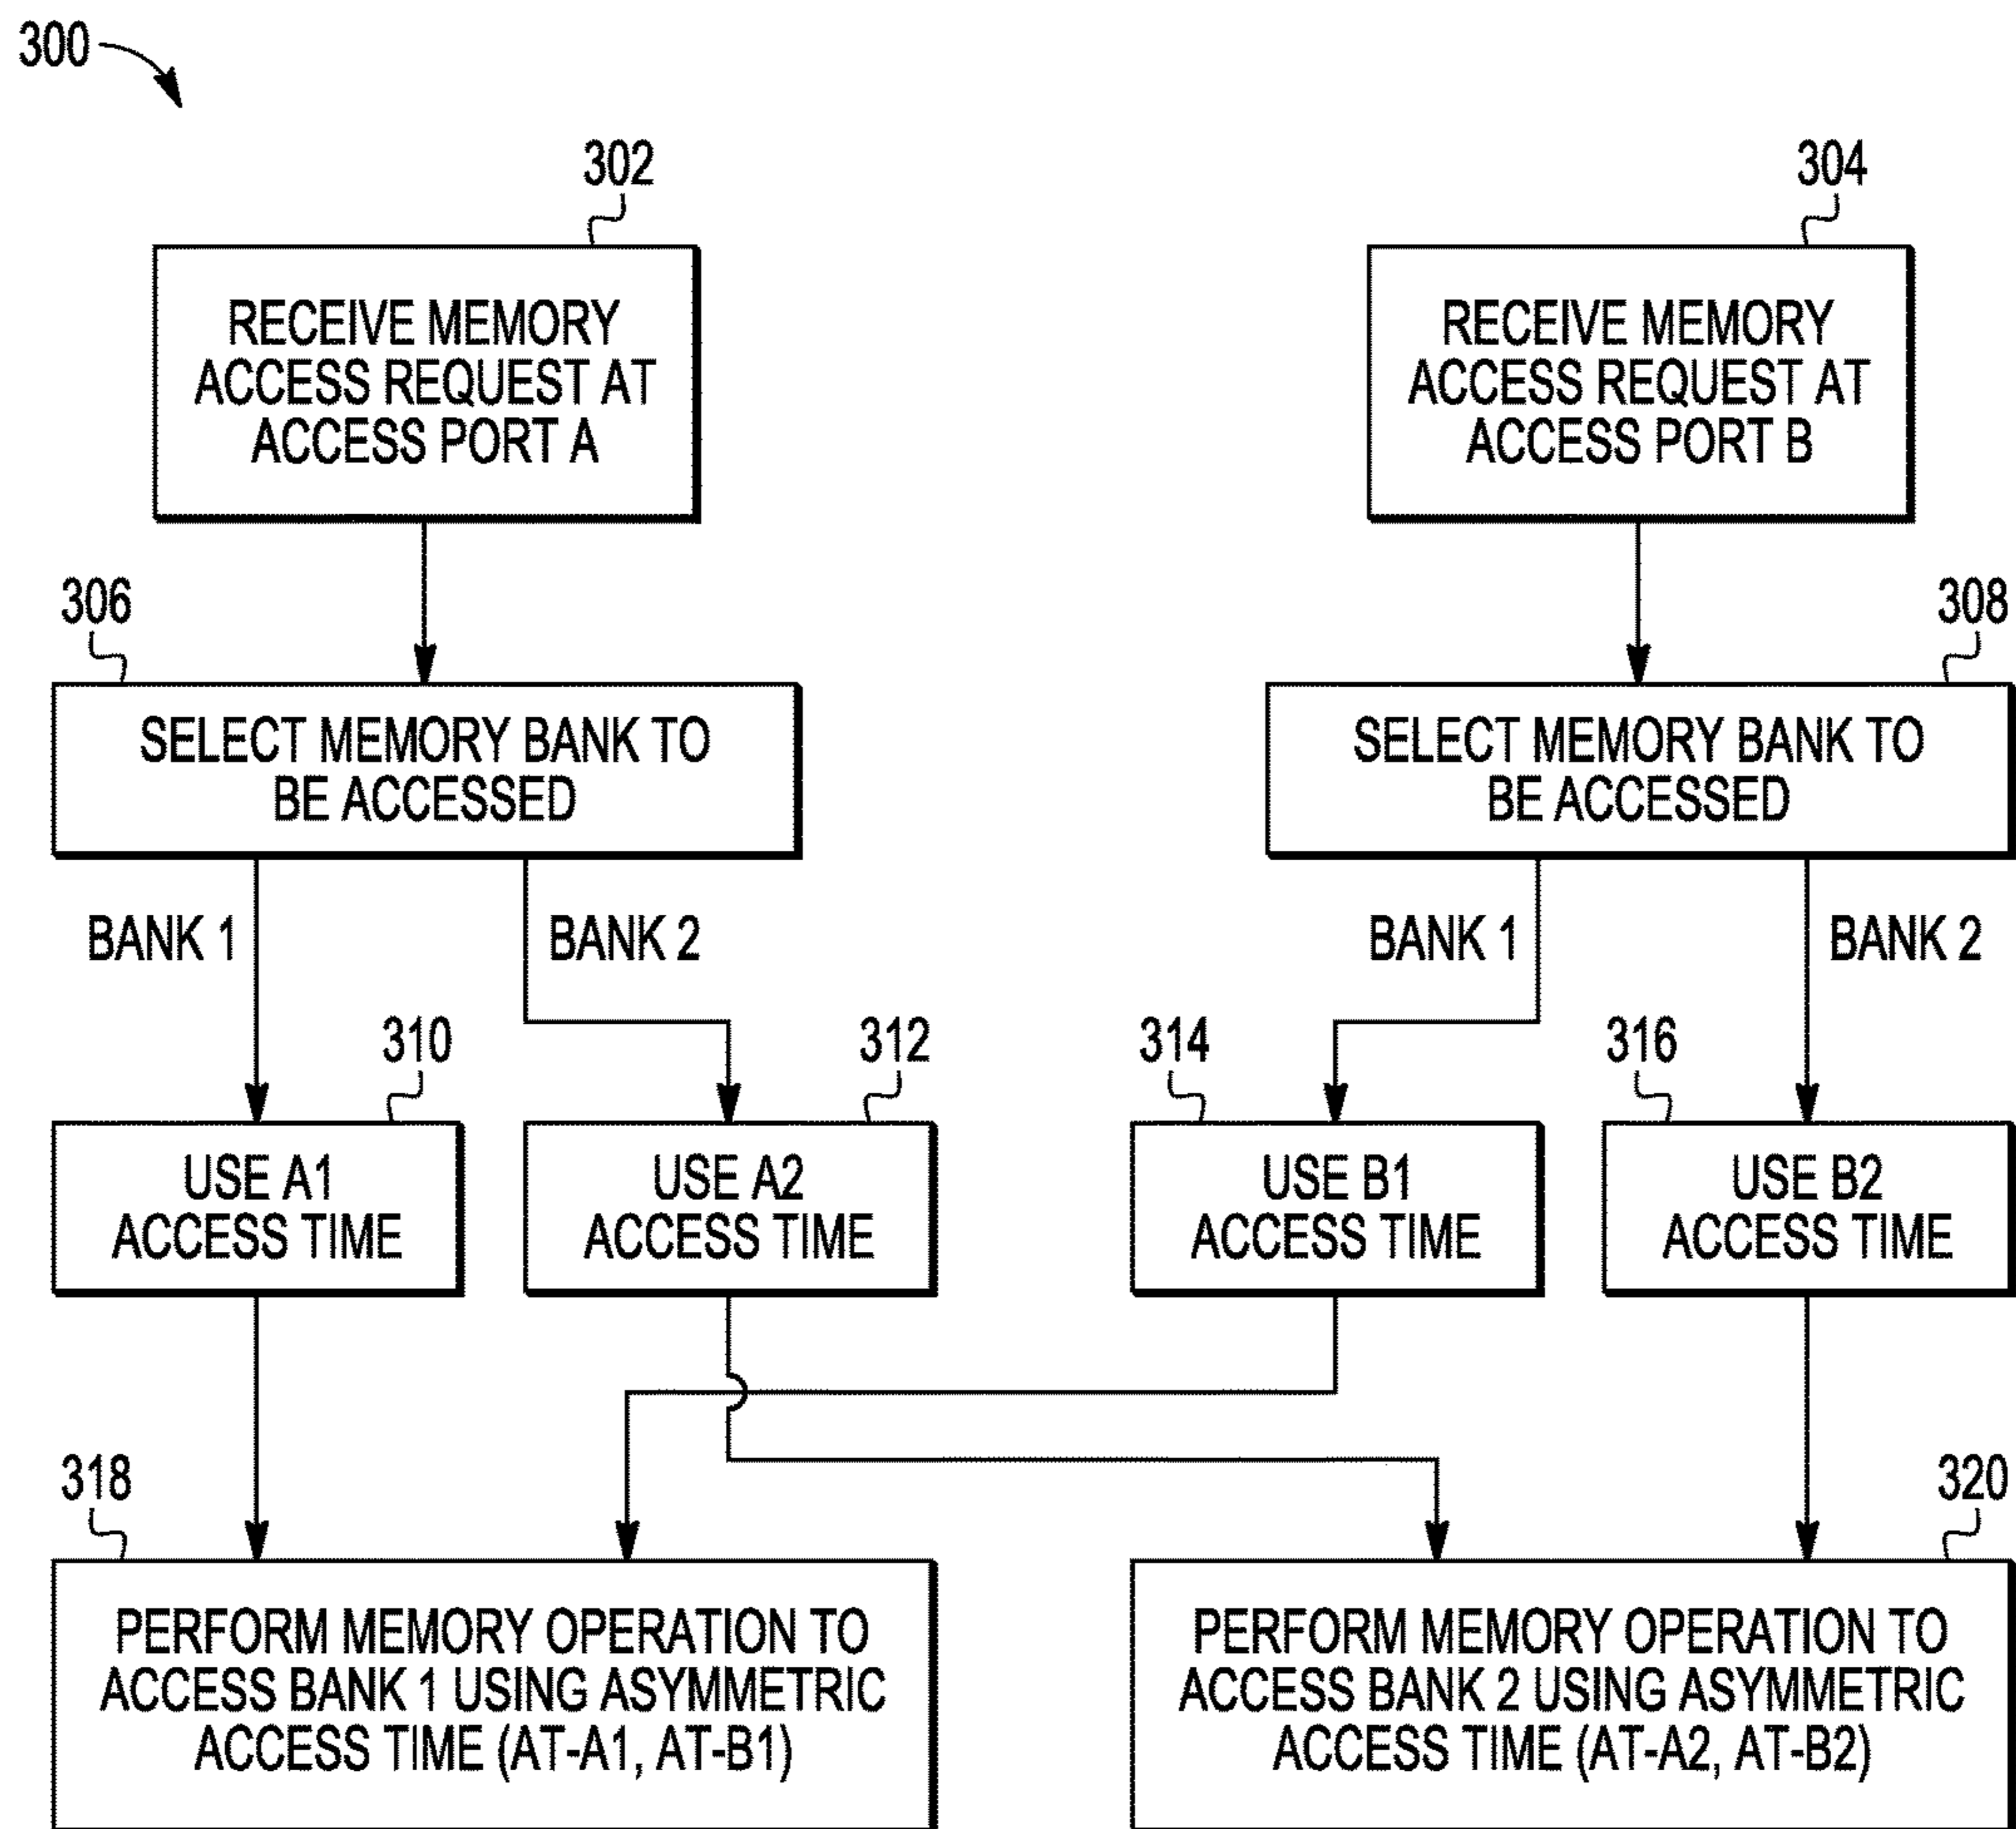 300
302
304
RECEIVE MEMORY
ACCESS REQUEST AT
ACCESS PORT A
RECEIVE MEMORY
ACCESS REQUEST AT
ACCESS PORT B
306
308
SELECT MEMORY BANK TO
BE ACCESSED
SELECT MEMORY BANK TO
BE ACCESSED
BANK 1
BANK 2
BANK 1
BANK 2
310
312
314
316
USE A1
ACCESS TIME
USE A2
ACCESS TIME
USE B1
ACCESS TIME
USE B2
ACCESS TIME
318
320
PERFORM MEMORY OPERATION TO
ACCESS BANK 1 USING ASYMMETRIC
ACCESS TIME (AT-A1, AT-B1)
PERFORM MEMORY OPERATION TO
ACCESS BANK 2 USING ASYMMETRIC
ACCESS TIME (AT-A2, AT-B2)